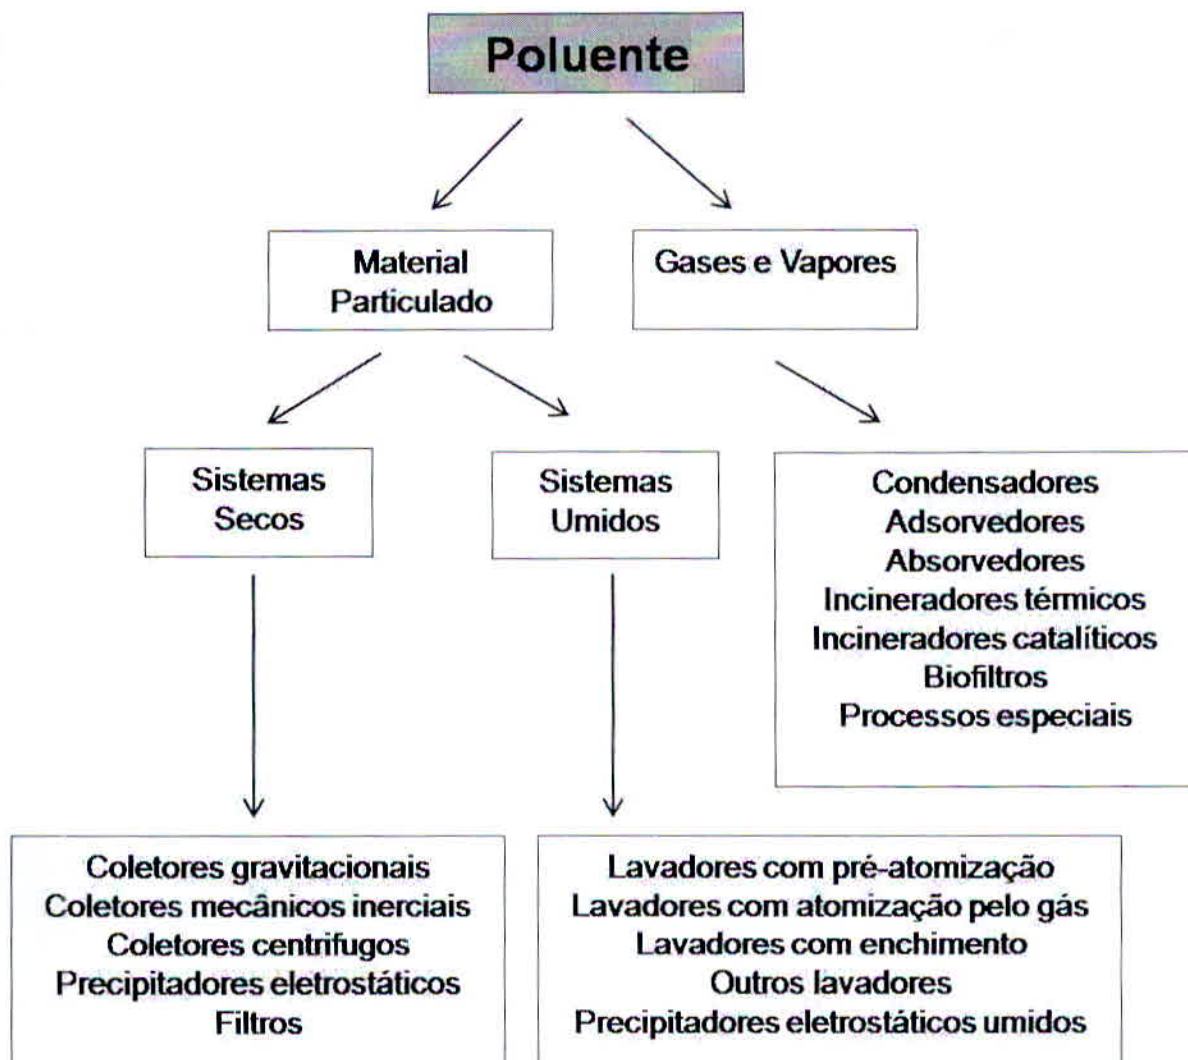 Poluente
Material
Particulado
Gases e Vapores
Sistemas
Secos
Sistemas
Umidos
Condensadores
Adsorvedores
Absorvedores
Incineradores térmicos
Incineradores catalíticos
Biofiltros
Processos especiais
Coletores gravitacionais
Coletores mecânicos inerciais
Coletores centrifugos
Precipitadores eletrostáticos
Filtros
Lavadores com pré-atomização
Lavadores com atomização pelo gás
Lavadores com enchimento
Outros lavadores
Precipitadores eletrostáticos umidos